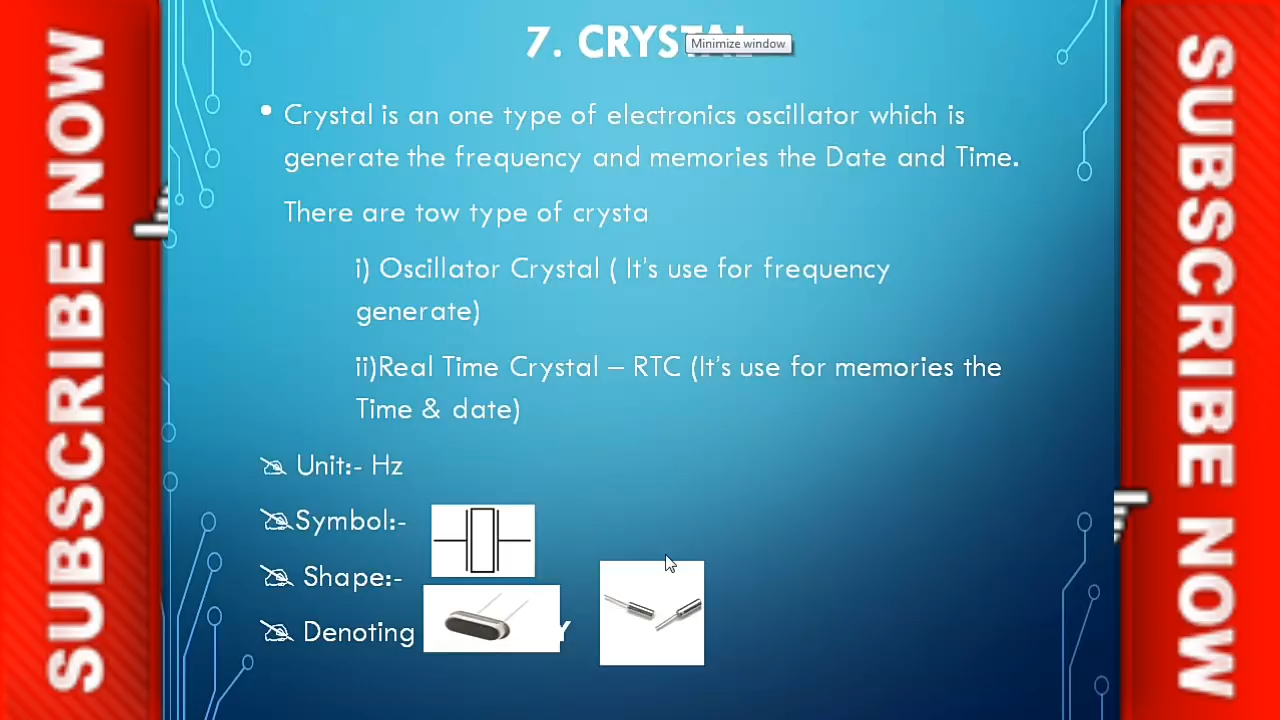 SUBSCRIBE NOW
7. CRYSTAL
Minimize window
• Crystal is an one type of electronics oscillator which is
generate the frequency and memories the Date and Time.
There are tow type of crysta
i) Oscillator Crystal ( It's use for frequency
generate)
ii)Real Time Crystal – RTC (It's use for memories the
Time & date)
Unit:- Hz
Symbol:-
Shape:-
Denoting Y
SUBSCRIBE NOW